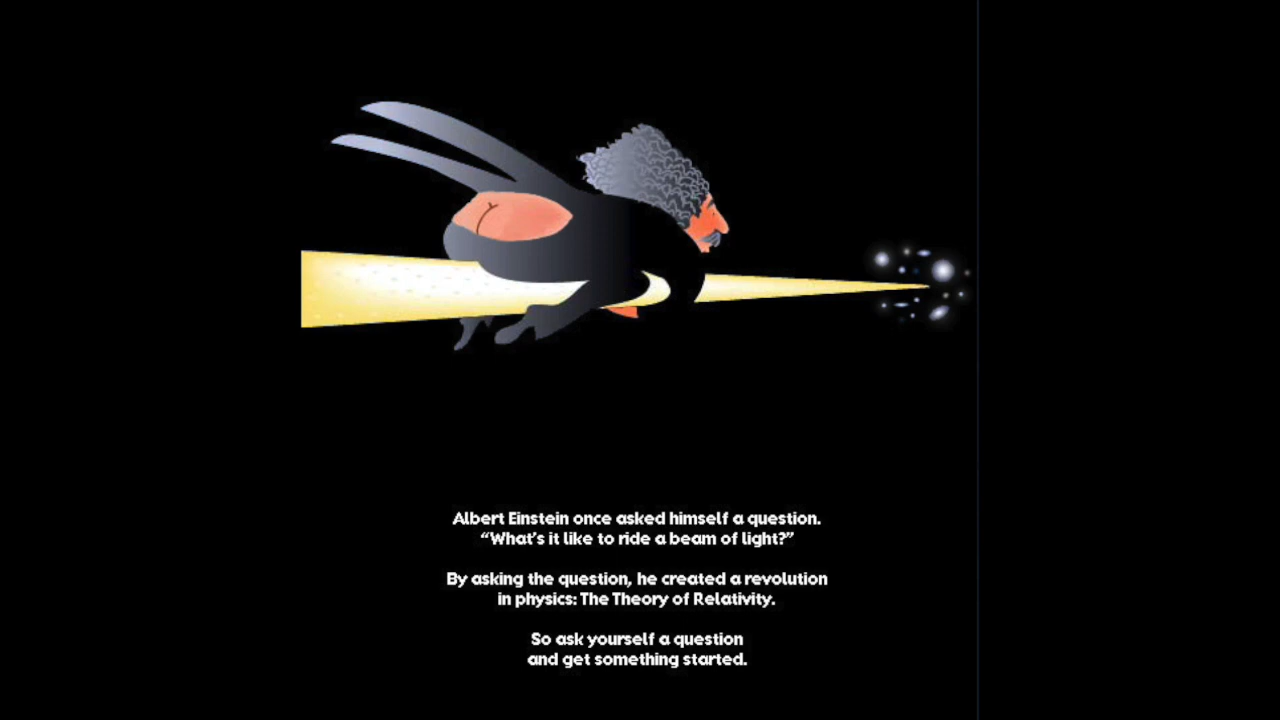 Albert Einstein once asked himself a question.
“What’s it like to ride a beam of light?”
By asking the question, he created a revolution
in physics: The Theory of Relativity.
So ask yourself a question
and get something started.